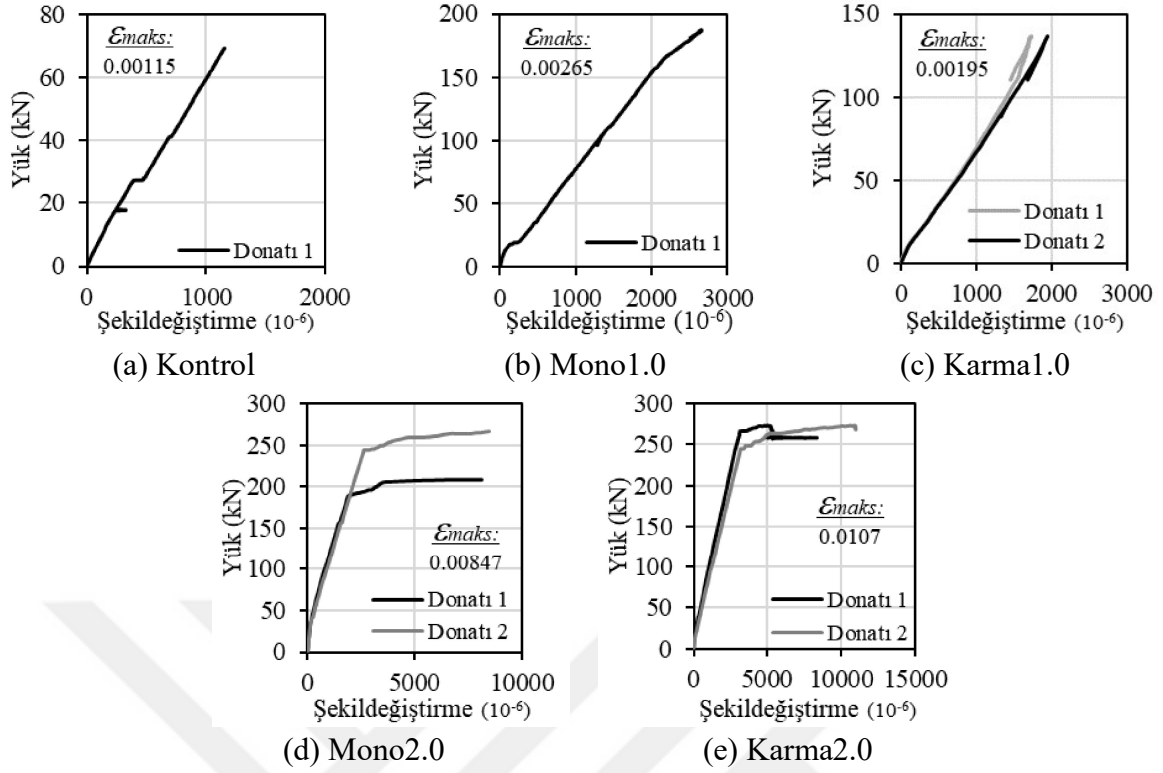 80
60
40
20
0
Yük (kN)
εmaks:
0.00115
Donatı 1
0 1000 2000
Şekildeğiştirme (10⁻⁶)
(a) Kontrol
200
150
100
50
0
Yük (kN)
εmaks:
0.00265
Donatı 1
0 1000 2000 3000
Şekildeğiştirme (10⁻⁶)
(b) Mono1.0
150
100
50
0
Yük (kN)
εmaks:
0.00195
Donatı 1
Donatı 2
0 1000 2000 3000
Şekildeğiştirme (10⁻⁶)
(c) Karma1.0
300
250
200
150
100
50
0
Yük (kN)
εmaks:
0.00847
Donatı 1
Donatı 2
0 5000 10000
Şekildeğiştirme (10⁻⁶)
(d) Mono2.0
300
250
200
150
100
50
0
Yük (kN)
εmaks:
0.0107
Donatı 1
Donatı 2
0 5000 10000 15000
Şekildeğiştirme (10⁻⁶)
(e) Karma2.0